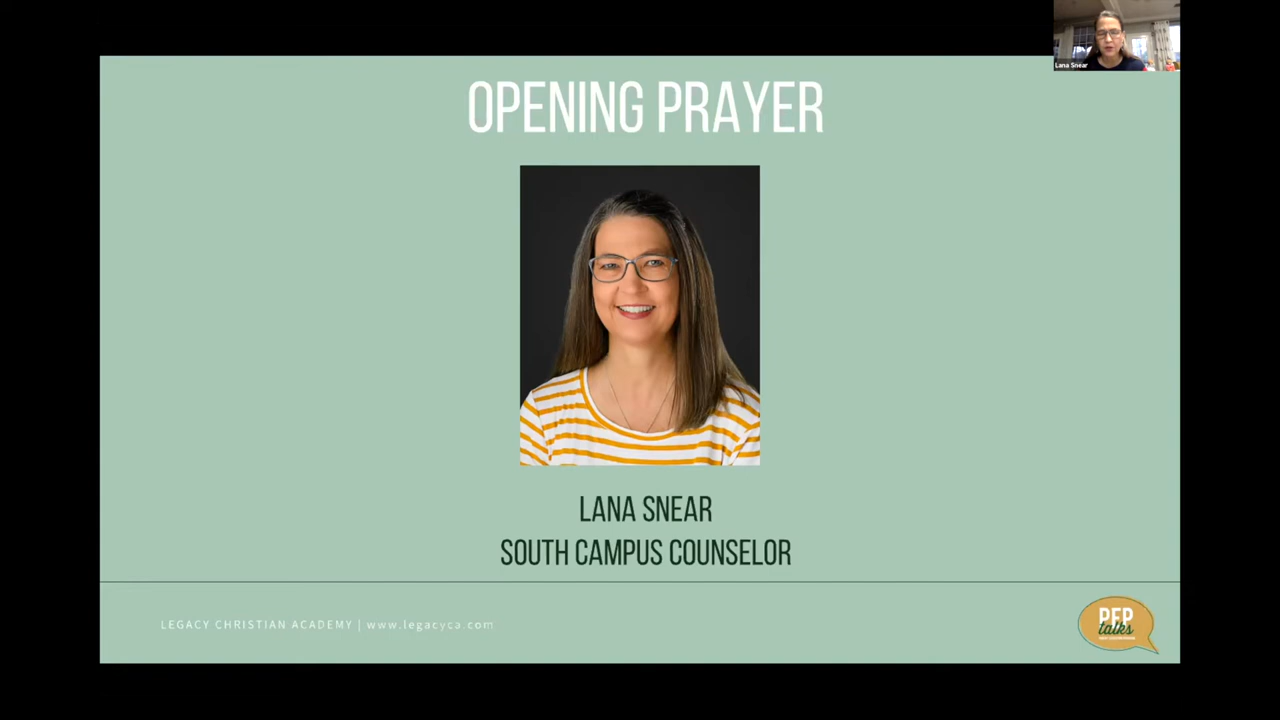 Lana Snear
OPENING PRAYER
LANA SNEAR
SOUTH CAMPUS COUNSELOR
LEGACY CHRISTIAN ACADEMY | www.legacyca.com
PEP
talks